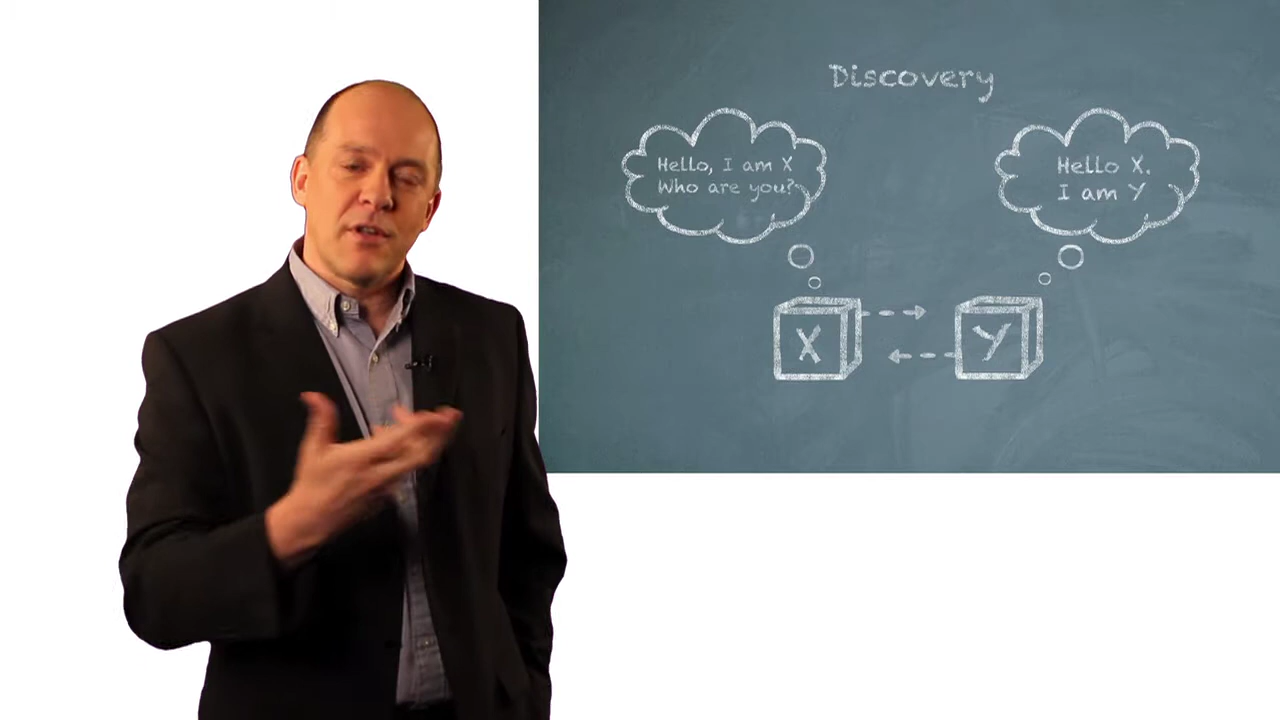 Discovery
Hello, I am X
Who are you?
Hello X.
I am Y
X
Y